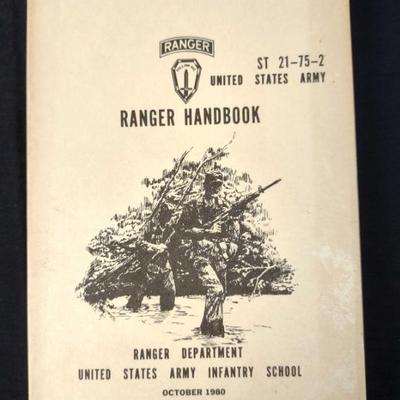 RANGER
ST 21-75-2
UNITED STATES ARMY
RANGER HANDBOOK
RANGER DEPARTMENT
UNITED STATES ARMY INFANTRY SCHOOL
OCTOBER 1980